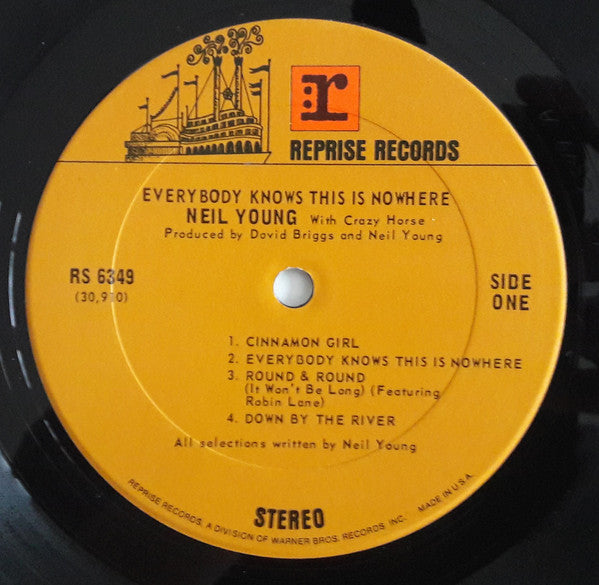 r:
REPRISE RECORDS
EVERYBODY KNOWS THIS IS NOWHERE
NEIL YOUNG With Crazy Horse
Produced by David Briggs and Neil Young
RS 6349
(30,910)
SIDE
ONE
1. CINNAMON GIRL
2. EVERYBODY KNOWS THIS IS NOWHERE
3. ROUND & ROUND
(It Won't Be Long) (Featuring
Robin Lane)
4. DOWN BY THE RIVER
All selections written by Neil Young
STEREO
REPRISE RECORDS, A DIVISION OF WARNER BROS. RECORDS, INC. MADE IN U.S.A.